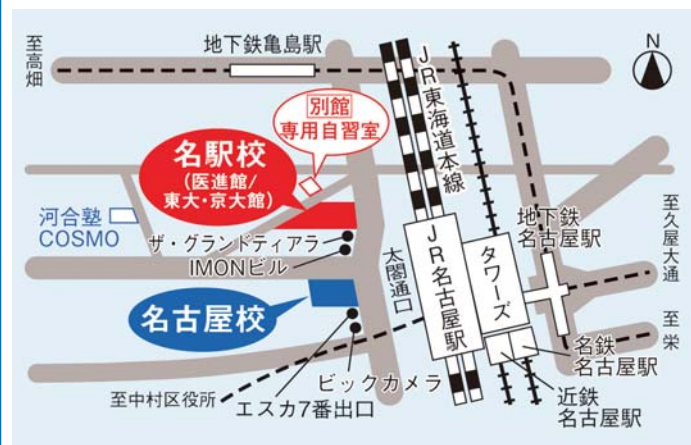 至高畑
地下鉄亀島駅
JR東海道本線
N
別館
専用自習室
名駅校
(医進館/
東大・京大館)
河合塾
COSMO
ザ・グランドティアラ
IMONビル
太閤通口
JR名古屋駅
タワーズ
地下鉄
名古屋駅
至久屋大通
名古屋校
至栄
名鉄
名古屋駅
ビックカメラ
至中村区役所
エスカ7番出口
近鉄
名古屋駅